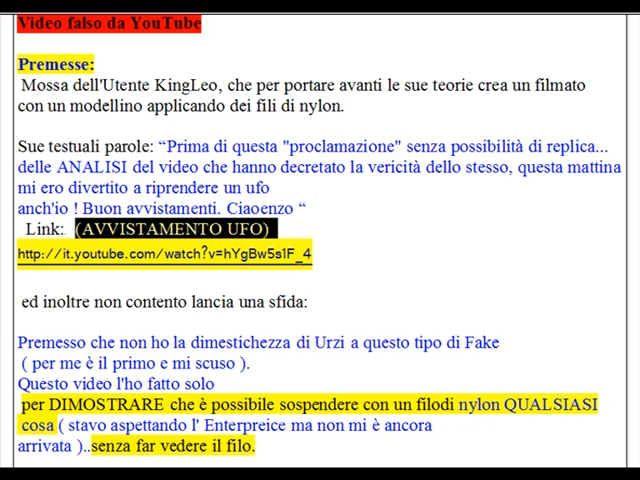 Video falso da YouTube
Premesse:
Mossa dell'Utente KingLeo, che per portare avanti le sue teorie crea un filmato
con un modellino applicando dei fili di nylon.
Sue testuali parole: “Prima di questa "proclamazione" senza possibilità di replica...
delle ANALISI del video che hanno decretato la vericità dello stesso, questa mattina
mi ero divertito a riprendere un ufo
anch'io ! Buon avvistamenti. Ciaoenzo “
Link: (AVVISTAMENTO UFO)
http://it.youtube.com/watch?v=hYgBw5s1F_4
ed inoltre non contento lancia una sfida:
Premesso che non ho la dimestichezza di Urzi a questo tipo di Fake
( per me è il primo e mi scuso ).
Questo video l'ho fatto solo
per DIMOSTRARE che è possibile sospendere con un filodi nylon QUALSIASI
cosa ( stavo aspettando l' Enterpreice ma non mi è ancora
arrivata )..senza far vedere il filo.